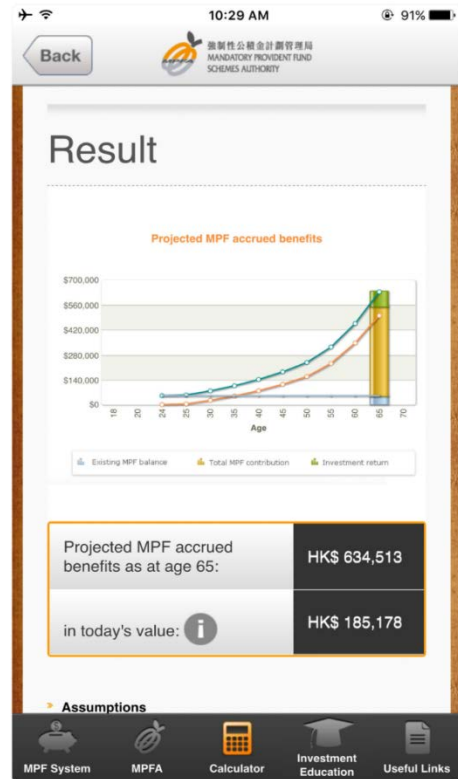 10:29 AM
91%
Back
強制性公積金計劃管理局
MANDATORY PROVIDENT FUND
SCHEMES AUTHORITY
Result
Projected MPF accrued benefits
$700,000
$560,000
$420,000
$280,000
$140,000
$0
18 20 24 25 30 35 40 45 50 55 60 65 70
Age
Existing MPF balance Total MPF contribution Investment return
Projected MPF accrued
benefits as at age 65:
HK$ 634,513
in today's value: i
HK$ 185,178
» Assumptions
MPF System MPFA Calculator Investment Education Useful Links